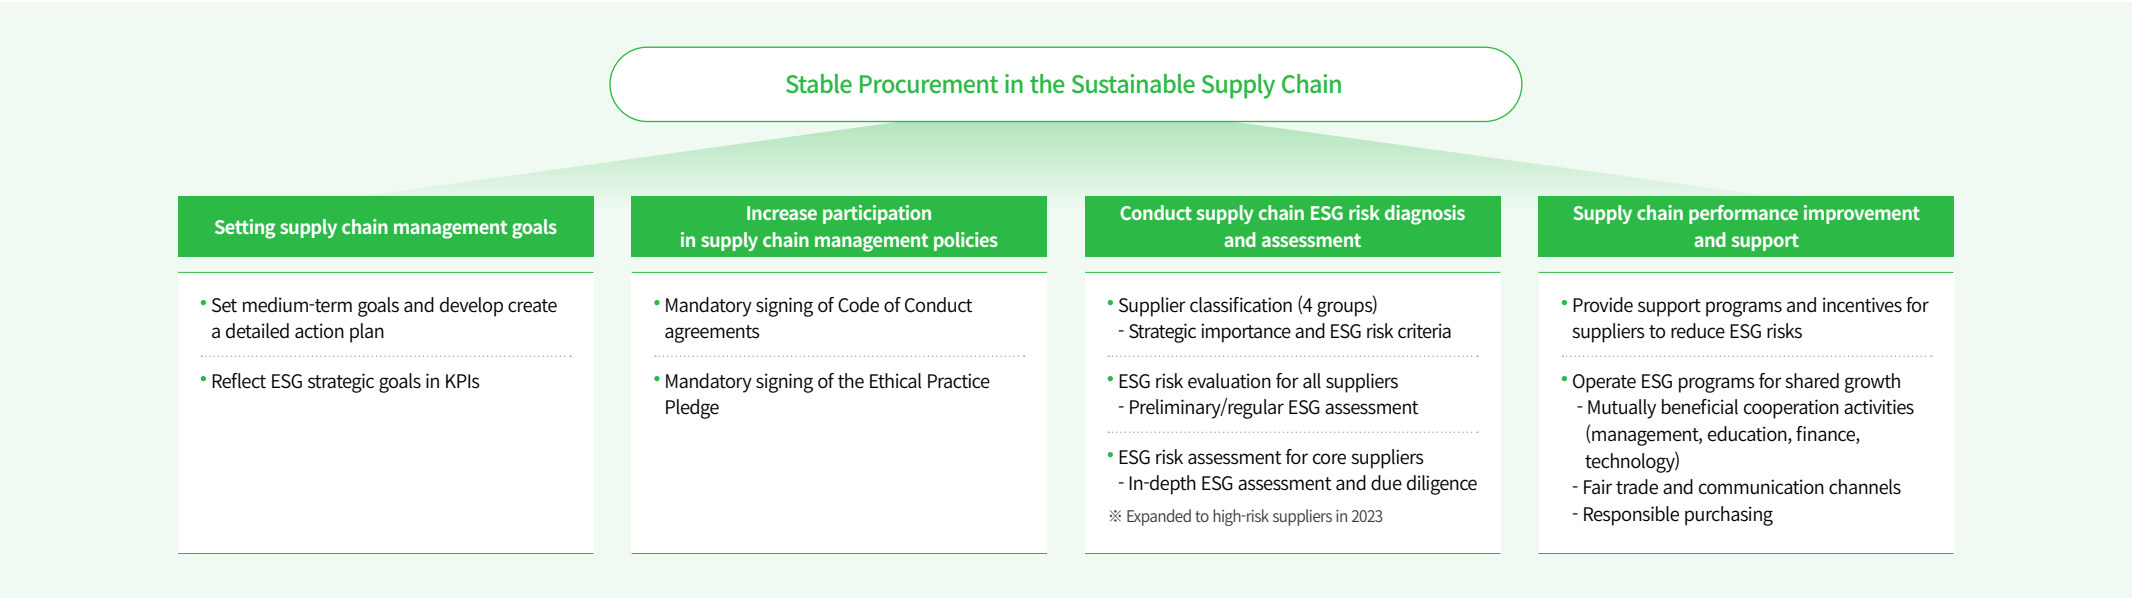 Stable Procurement in the Sustainable Supply Chain
Setting supply chain management goals
• Set medium-term goals and develop create
a detailed action plan
• Reflect ESG strategic goals in KPIs
Increase participation
in supply chain management policies
• Mandatory signing of Code of Conduct
agreements
• Mandatory signing of the Ethical Practice
Pledge
Conduct supply chain ESG risk diagnosis
and assessment
• Supplier classification (4 groups)
- Strategic importance and ESG risk criteria
• ESG risk evaluation for all suppliers
- Preliminary/regular ESG assessment
• ESG risk assessment for core suppliers
- In-depth ESG assessment and due diligence
※ Expanded to high-risk suppliers in 2023
Supply chain performance improvement
and support
• Provide support programs and incentives for
suppliers to reduce ESG risks
• Operate ESG programs for shared growth
- Mutually beneficial cooperation activities
(management, education, finance,
technology)
- Fair trade and communication channels
- Responsible purchasing